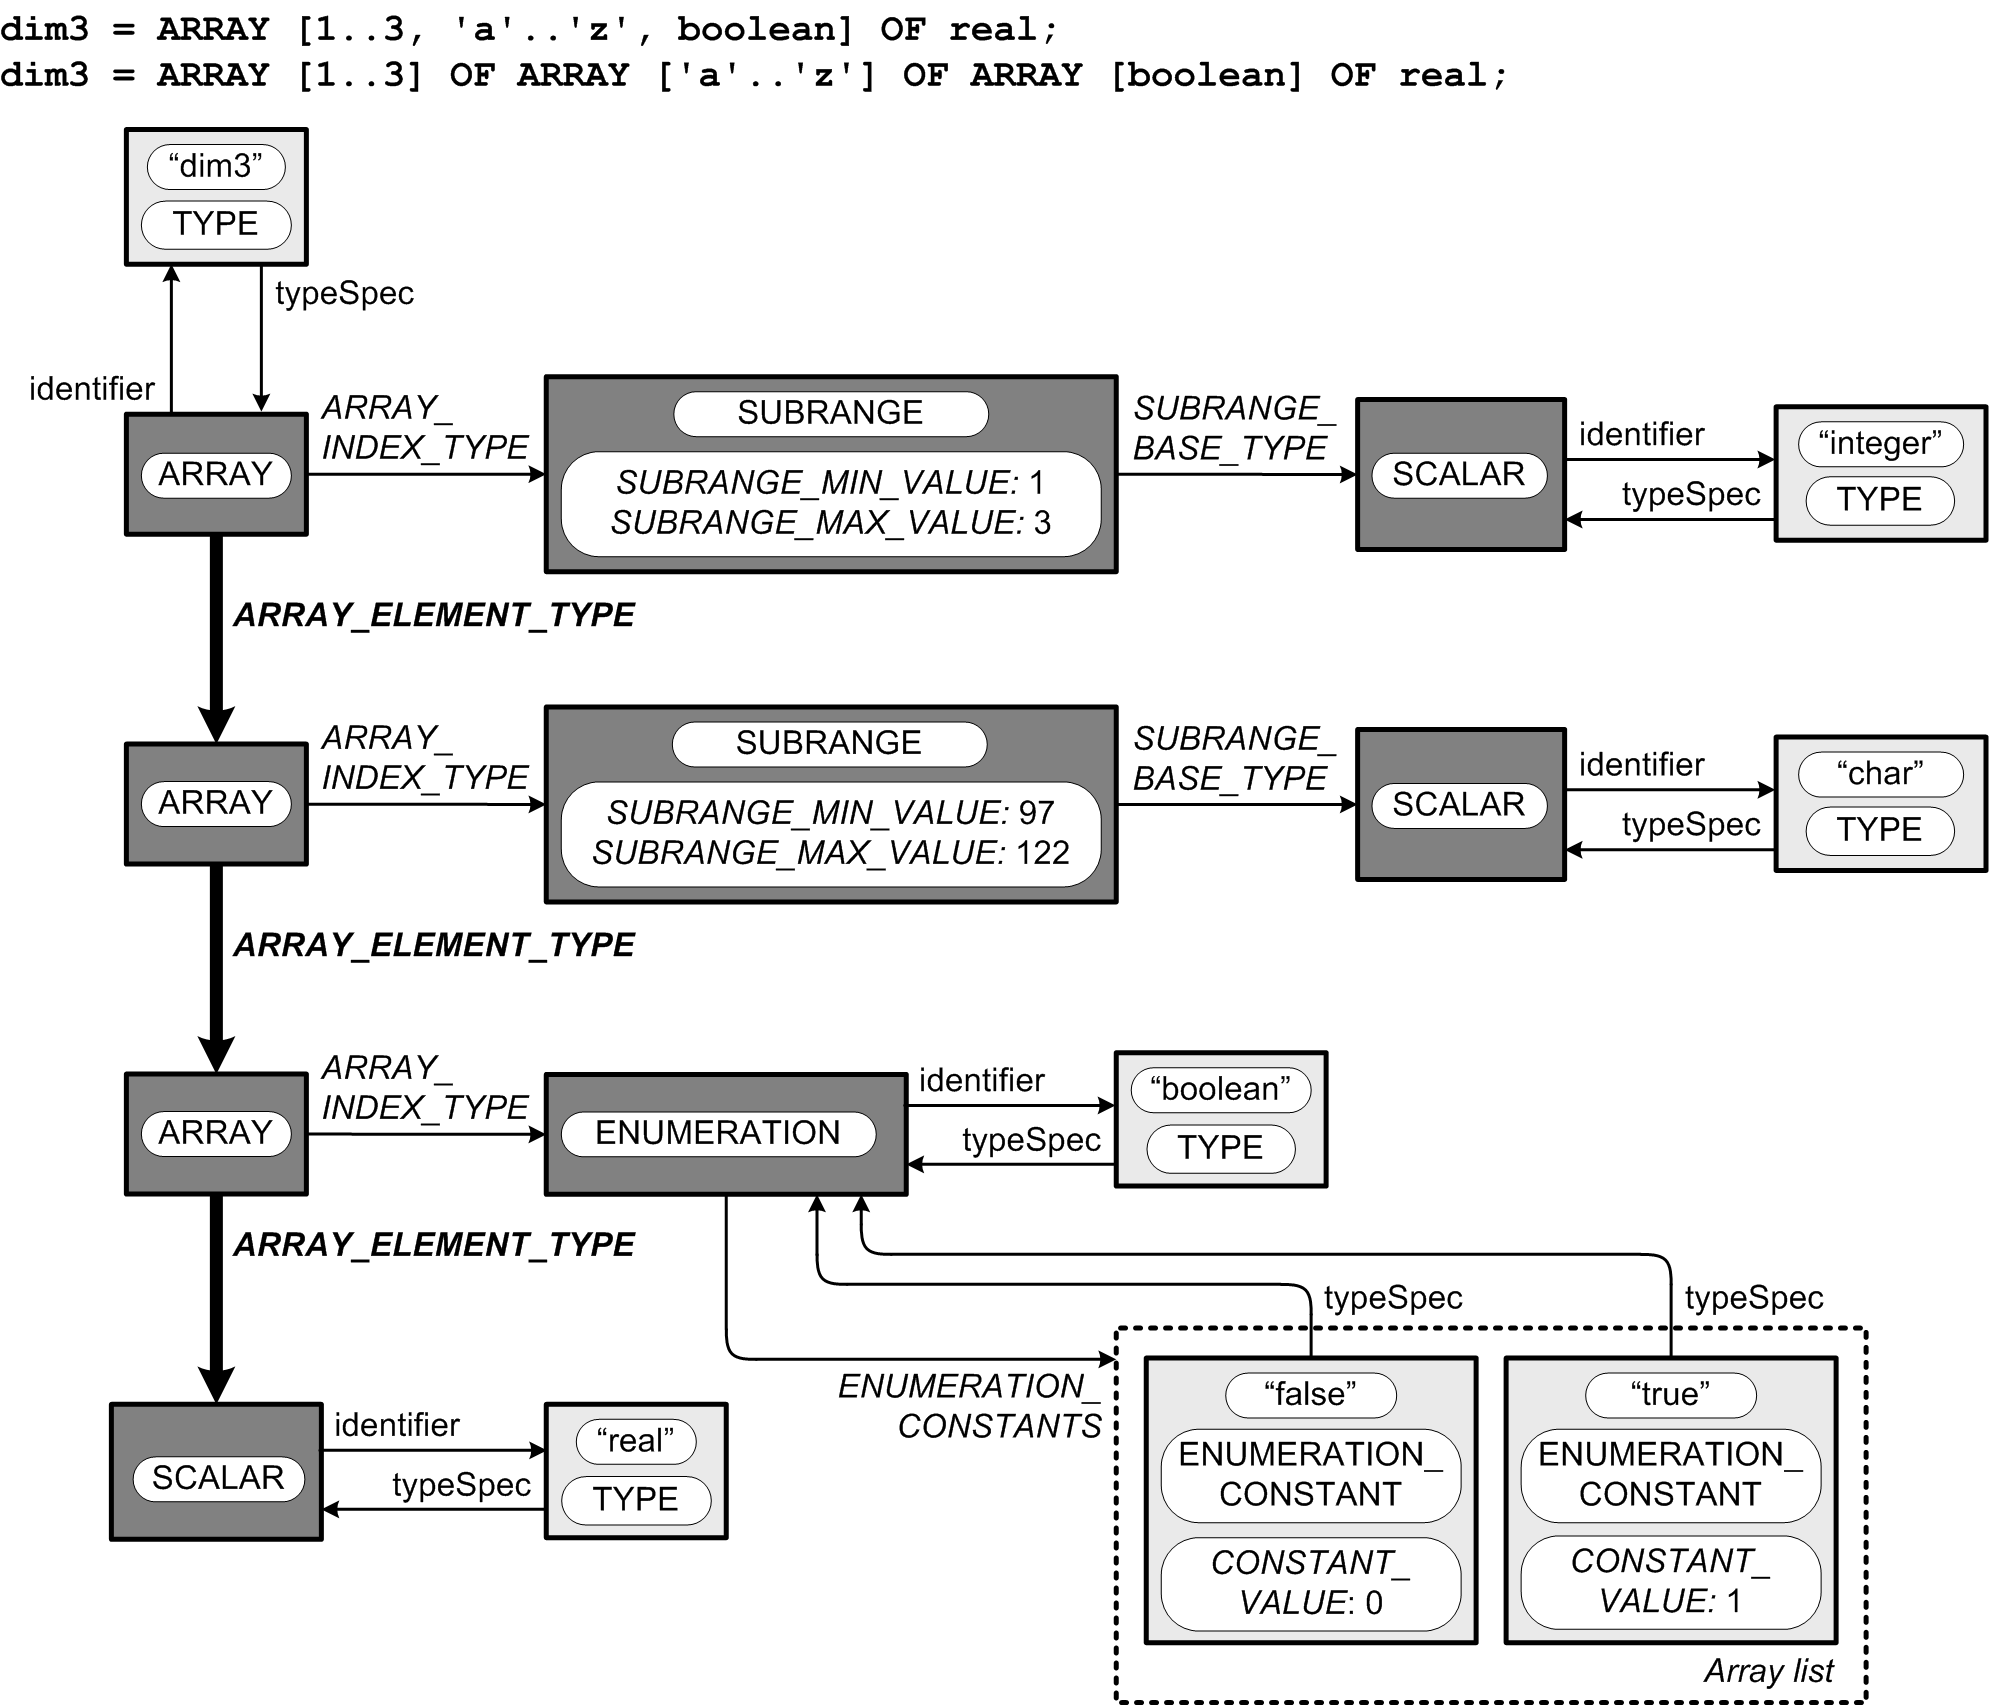 dim3 = ARRAY [1..3, 'a'..'z', boolean] OF real;
dim3 = ARRAY [1..3] OF ARRAY ['a'..'z'] OF ARRAY [boolean] OF real;
“dim3”
TYPE
typeSpec
identifier
ARRAY
ARRAY_
INDEX_TYPE
SUBRANGE
SUBRANGE_MIN_VALUE: 1
SUBRANGE_MAX_VALUE: 3
SUBRANGE_
BASE_TYPE
SCALAR
identifier
typeSpec
“integer”
TYPE
ARRAY_ELEMENT_TYPE
ARRAY
ARRAY_
INDEX_TYPE
SUBRANGE
SUBRANGE_MIN_VALUE: 97
SUBRANGE_MAX_VALUE: 122
SUBRANGE_
BASE_TYPE
SCALAR
identifier
typeSpec
“char”
TYPE
ARRAY_ELEMENT_TYPE
ARRAY
ARRAY_
INDEX_TYPE
ENUMERATION
identifier
typeSpec
“boolean”
TYPE
ARRAY_ELEMENT_TYPE
typeSpec
typeSpec
ENUMERATION_
CONSTANTS
“false”
ENUMERATION_
CONSTANT
CONSTANT_
VALUE: 0
“true”
ENUMERATION_
CONSTANT
CONSTANT_
VALUE: 1
Array list
SCALAR
identifier
typeSpec
“real”
TYPE